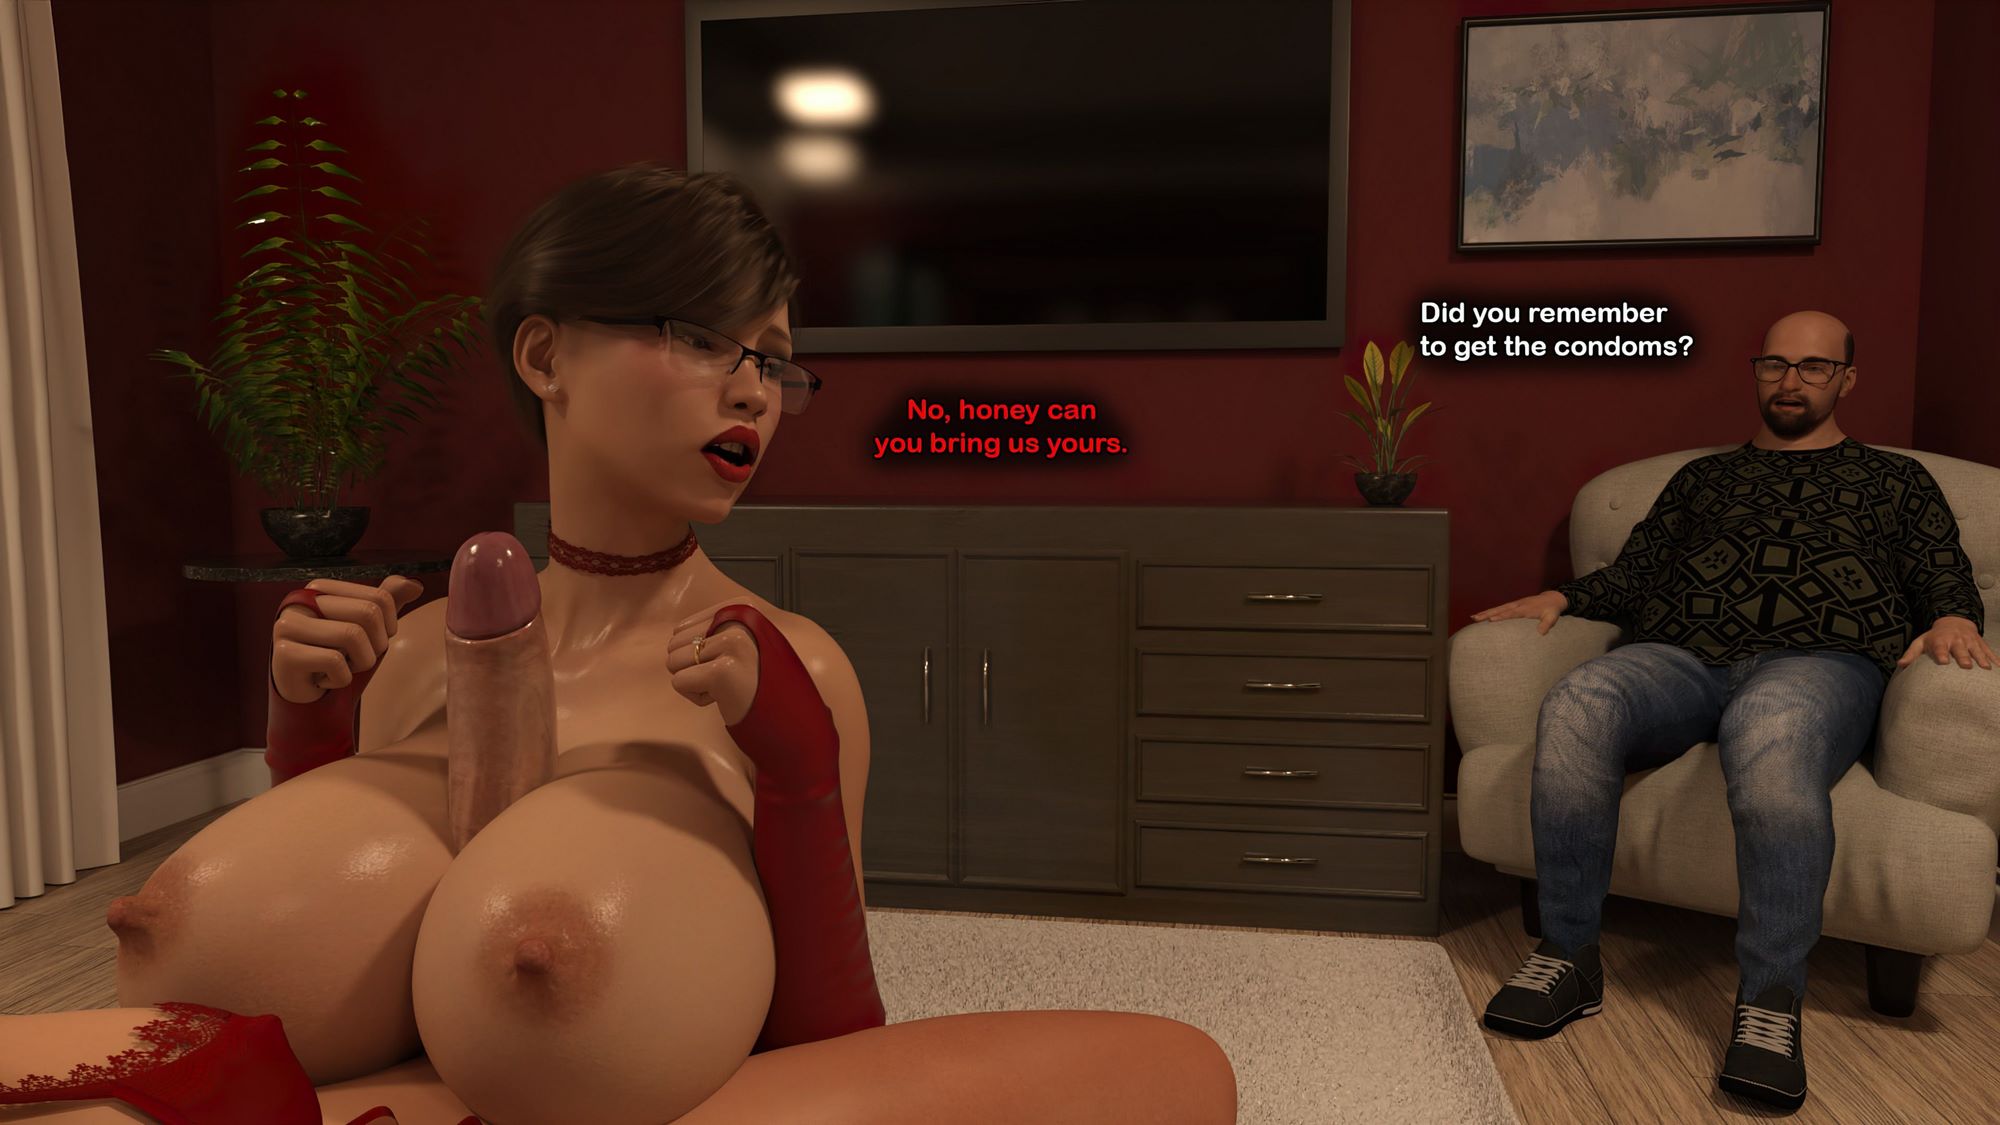 Did you remember
to get the condoms?
No, honey can
you bring us yours.